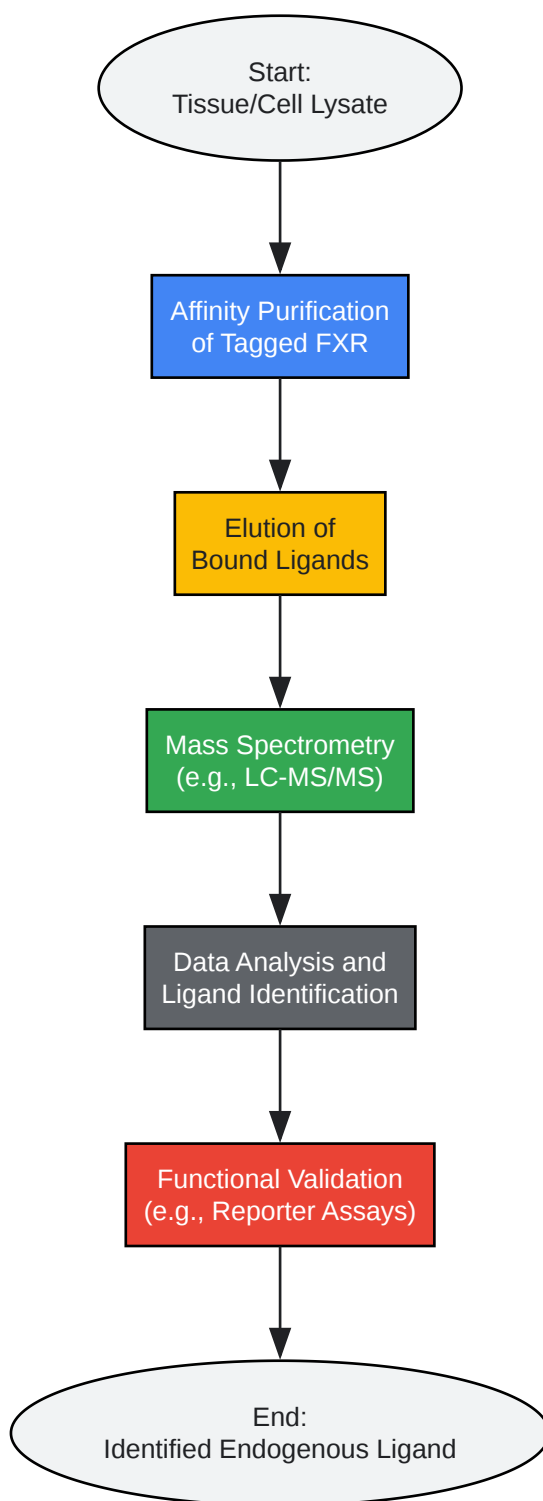 Start:
Tissue/Cell Lysate
Affinity Purification
of Tagged FXR
Elution of
Bound Ligands
Mass Spectrometry
(e.g., LC-MS/MS)
Data Analysis and
Ligand Identification
Functional Validation
(e.g., Reporter Assays)
End:
Identified Endogenous Ligand